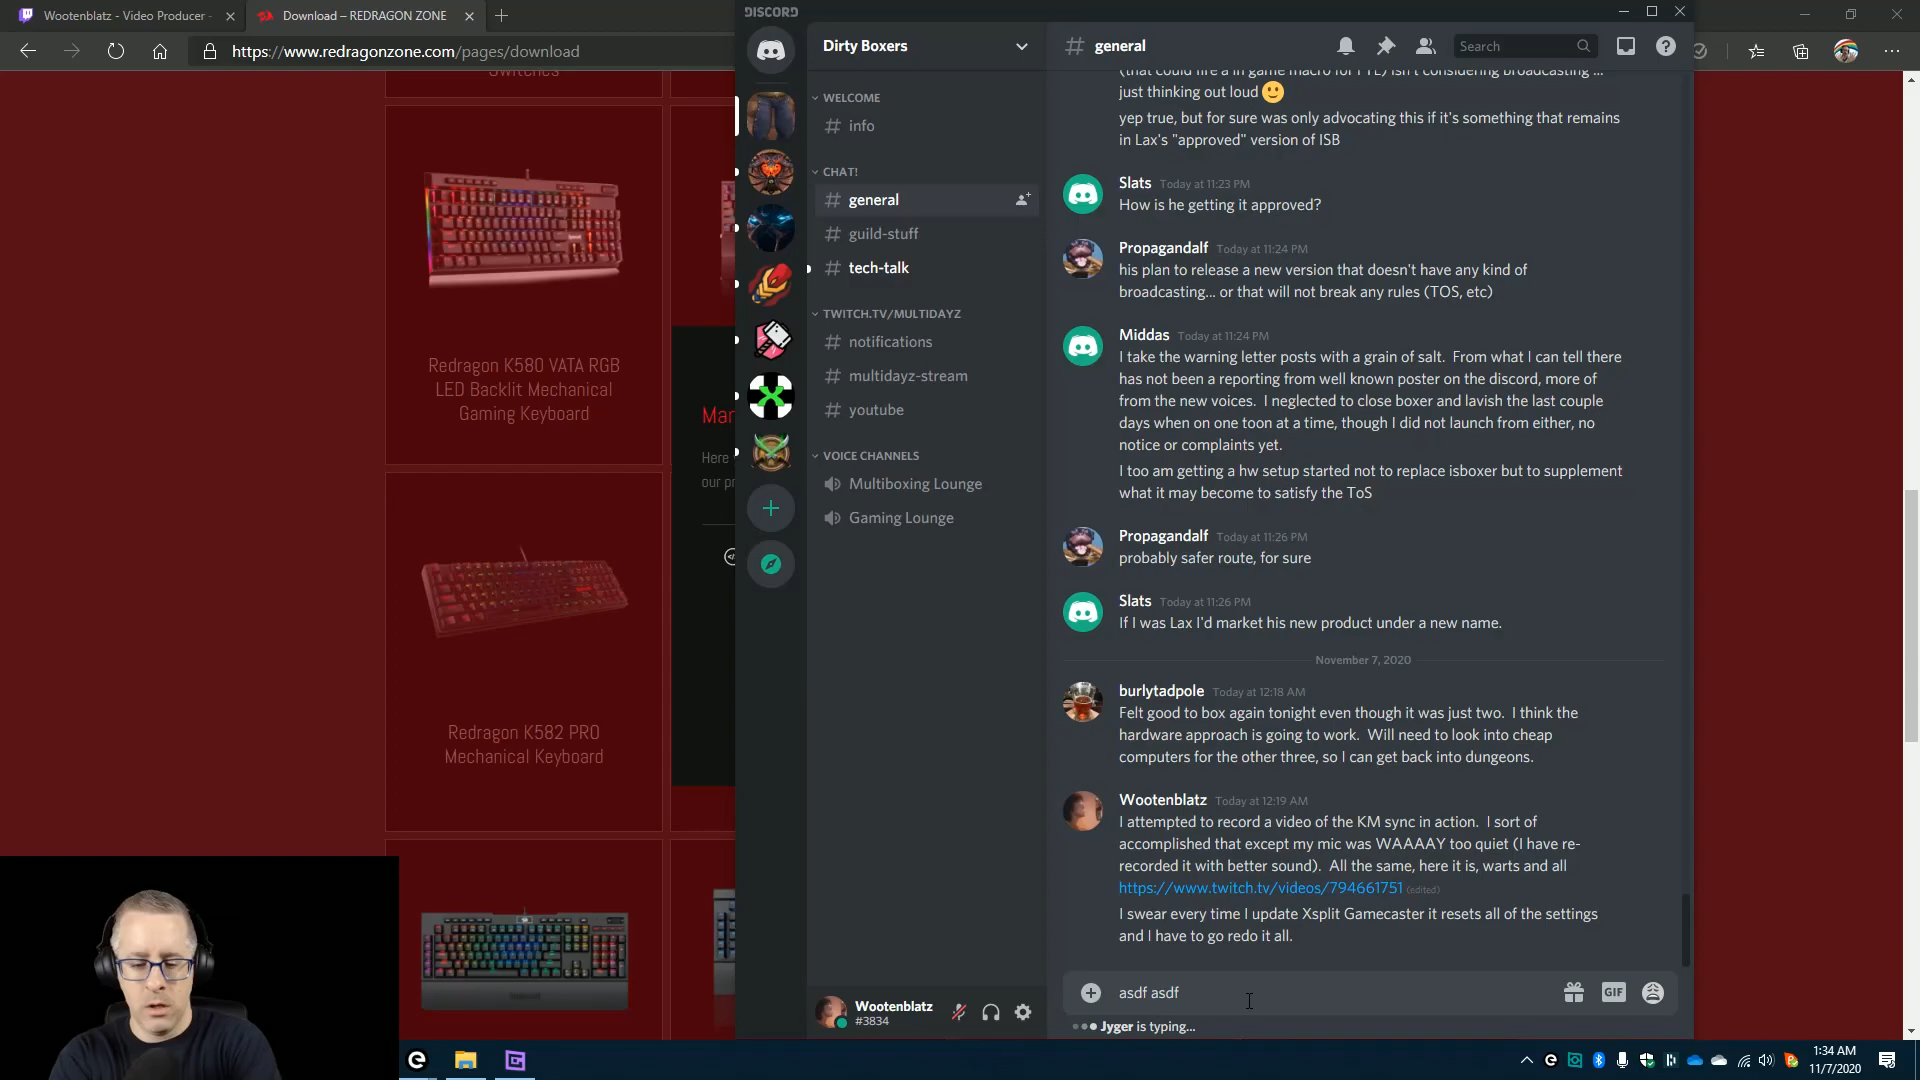 Wootenblatz - Video Producer -
Download – REDRAGON ZONE
https://www.redragonzone.com/pages/download
Switches
Redragon K580 VATA RGB
LED Backlit Mechanical
Gaming Keyboard
Redragon K582 PRO
Mechanical Keyboard
Mar
Here
our pr
DISCORD
Dirty Boxers
WELCOME
# info
CHAT!
# general
# guild-stuff
# tech-talk
TWITCH.TV/MULTIDAYZ
# notifications
# multidayz-stream
# youtube
VOICE CHANNELS
Multiboxing Lounge
Gaming Lounge
Wootenblatz
#3834
# general
Search
just thinking out loud
yep true, but for sure was only advocating this if it's something that remains
in Lax's "approved" version of ISB
Slats Today at 11:23 PM
How is he getting it approved?
Propagandalf Today at 11:24 PM
his plan to release a new version that doesn't have any kind of
broadcasting... or that will not break any rules (TOS, etc)
Middas Today at 11:24 PM
I take the warning letter posts with a grain of salt. From what I can tell there
has not been a reporting from well known poster on the discord, more of
from the new voices. I neglected to close boxer and lavish the last couple
days when on one toon at a time, though I did not launch from either, no
notice or complaints yet.
I too am getting a hw setup started not to replace isboxer but to supplement
what it may become to satisfy the ToS
Propagandalf Today at 11:26 PM
probably safer route, for sure
Slats Today at 11:26 PM
If I was Lax I'd market his new product under a new name.
November 7, 2020
burlytadpole Today at 12:18 AM
Felt good to box again tonight even though it was just two. I think the
hardware approach is going to work. Will need to look into cheap
computers for the other three, so I can get back into dungeons.
Wootenblatz Today at 12:19 AM
I attempted to record a video of the KM sync in action. I sort of
accomplished that except my mic was WAAAAY too quiet (I have re-
recorded it with better sound). All the same, here it is, warts and all
https://www.twitch.tv/videos/794661751 (edited)
I swear every time I update Xsplit Gamecaster it resets all of the settings
and I have to go redo it all.
asdf asdf
GIF
Jyger is typing...
1:34 AM
11/7/2020